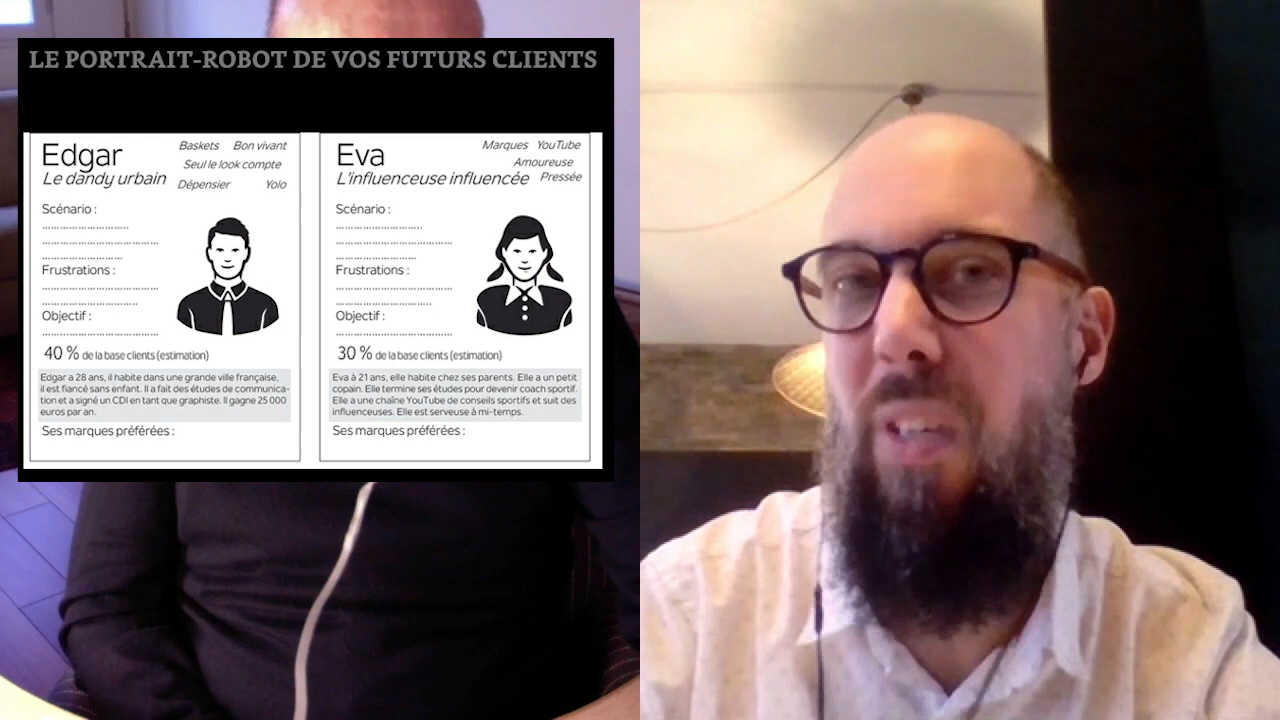 LE PORTRAIT-ROBOT DE VOS FUTURS CLIENTS
Edgar
Le dandy urbain
Baskets Bon vivant
Seul le look compte
Dépensier Yolo
Scénario :
Frustrations :
Objectif :
40 % de la base clients (estimation)
Edgar a 28 ans, il habite dans une grande ville française,
il est fiancé sans enfant. Il a fait des études de communica-
tion et a signé un CDI en tant que graphiste. Il gagne 25 000
euros par an.
Ses marques préférées :
Eva
L'influenceuse influencée
Marques YouTube
Amoureuse
Pressée
Scénario :
Frustrations :
Objectif :
30 % de la base clients (estimation)
Eva à 21 ans, elle habite chez ses parents. Elle a un petit
copain. Elle termine ses études pour devenir coach sportif.
Elle a une chaîne YouTube de conseils sportifs et suit des
influenceuses. Elle est serveuse à mi-temps.
Ses marques préférées :